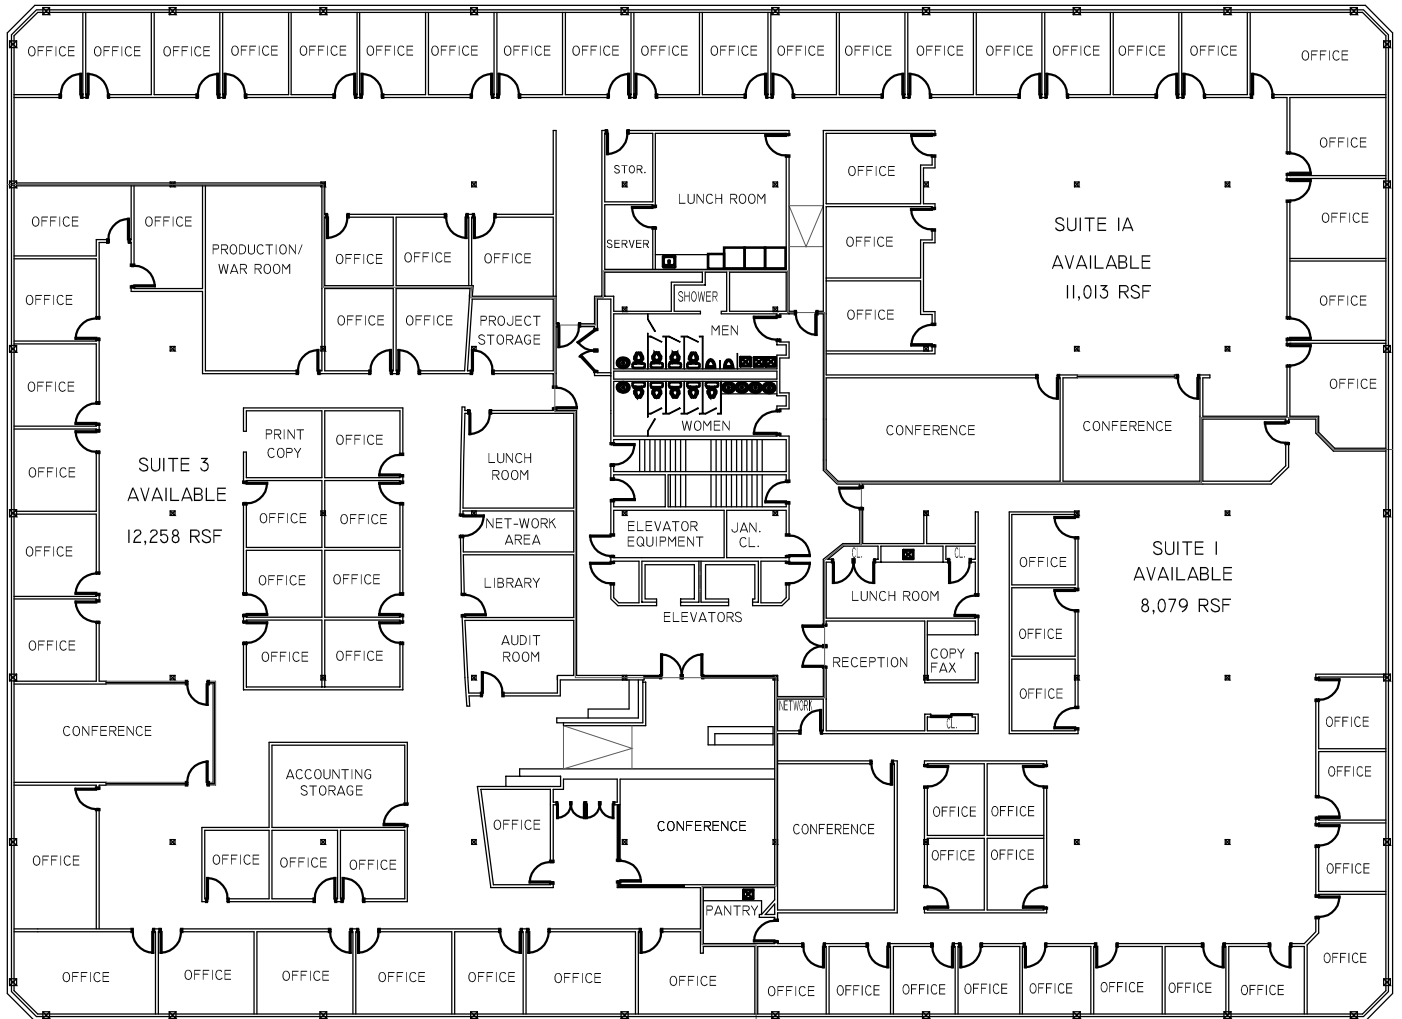 OFFICE OFFICE OFFICE OFFICE OFFICE OFFICE OFFICE OFFICE OFFICE OFFICE OFFICE OFFICE OFFICE OFFICE OFFICE OFFICE OFFICE OFFICE OFFICE
OFFICE
STOR.
OFFICE
LUNCH ROOM
OFFICE
OFFICE
OFFICE
SUITE 1A
SERVER
OFFICE
PRODUCTION/
WAR ROOM
OFFICE
OFFICE
OFFICE
AVAILABLE
11,013 RSF
OFFICE
SHOWER
OFFICE
OFFICE
OFFICE
OFFICE
PROJECT
STORAGE
MEN
OFFICE
OFFICE
OFFICE
WOMEN
CONFERENCE
CONFERENCE
PRINT
COPY
OFFICE
LUNCH
ROOM
SUITE 3
AVAILABLE
12,258 RSF
OFFICE
OFFICE
OFFICE
NET-WORK
AREA
ELEVATOR
EQUIPMENT
JAN.
CL.
OFFICE
CL.
CL.
OFFICE
SUITE 1
AVAILABLE
8,079 RSF
OFFICE
OFFICE
LIBRARY
LUNCH ROOM
ELEVATORS
OFFICE
OFFICE
OFFICE
OFFICE
AUDIT
ROOM
RECEPTION
COPY
FAX
OFFICE
NETWORK
CL.
OFFICE
CONFERENCE
ACCOUNTING
STORAGE
OFFICE
OFFICE
CONFERENCE
CONFERENCE
OFFICE
OFFICE
OFFICE
OFFICE
OFFICE
OFFICE
OFFICE
OFFICE
OFFICE
PANTRY
OFFICE
OFFICE OFFICE OFFICE OFFICE OFFICE OFFICE OFFICE OFFICE OFFICE OFFICE OFFICE OFFICE OFFICE OFFICE OFFICE